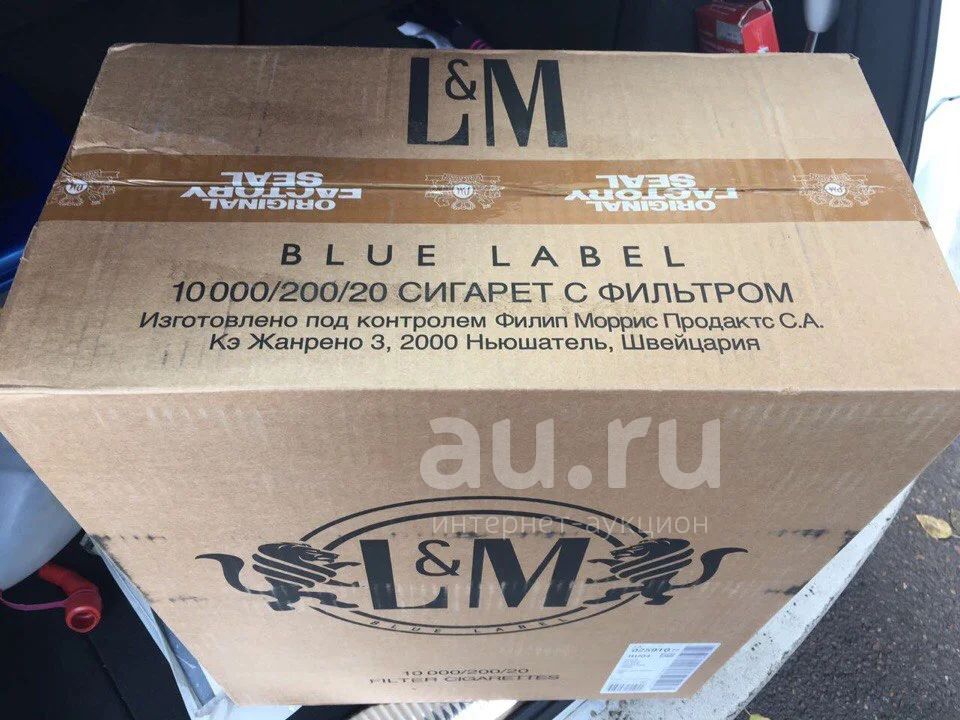 L&M
ORIGINAL
FACTORY
SEAL
ORIGINAL
FACTORY
SEAL
BLUE LABEL
10 000/200/20 СИГАРЕТ С ФИЛЬТРОМ
Изготовлено под контролем Филип Моррис Продактс С.А.
Кэ Жанрено 3, 2000 Ньюшатель, Швейцария
au.ru
интернет-аукцион
L&M
BLUE LABEL
10 000/200/20
FILTER CIGARETTES